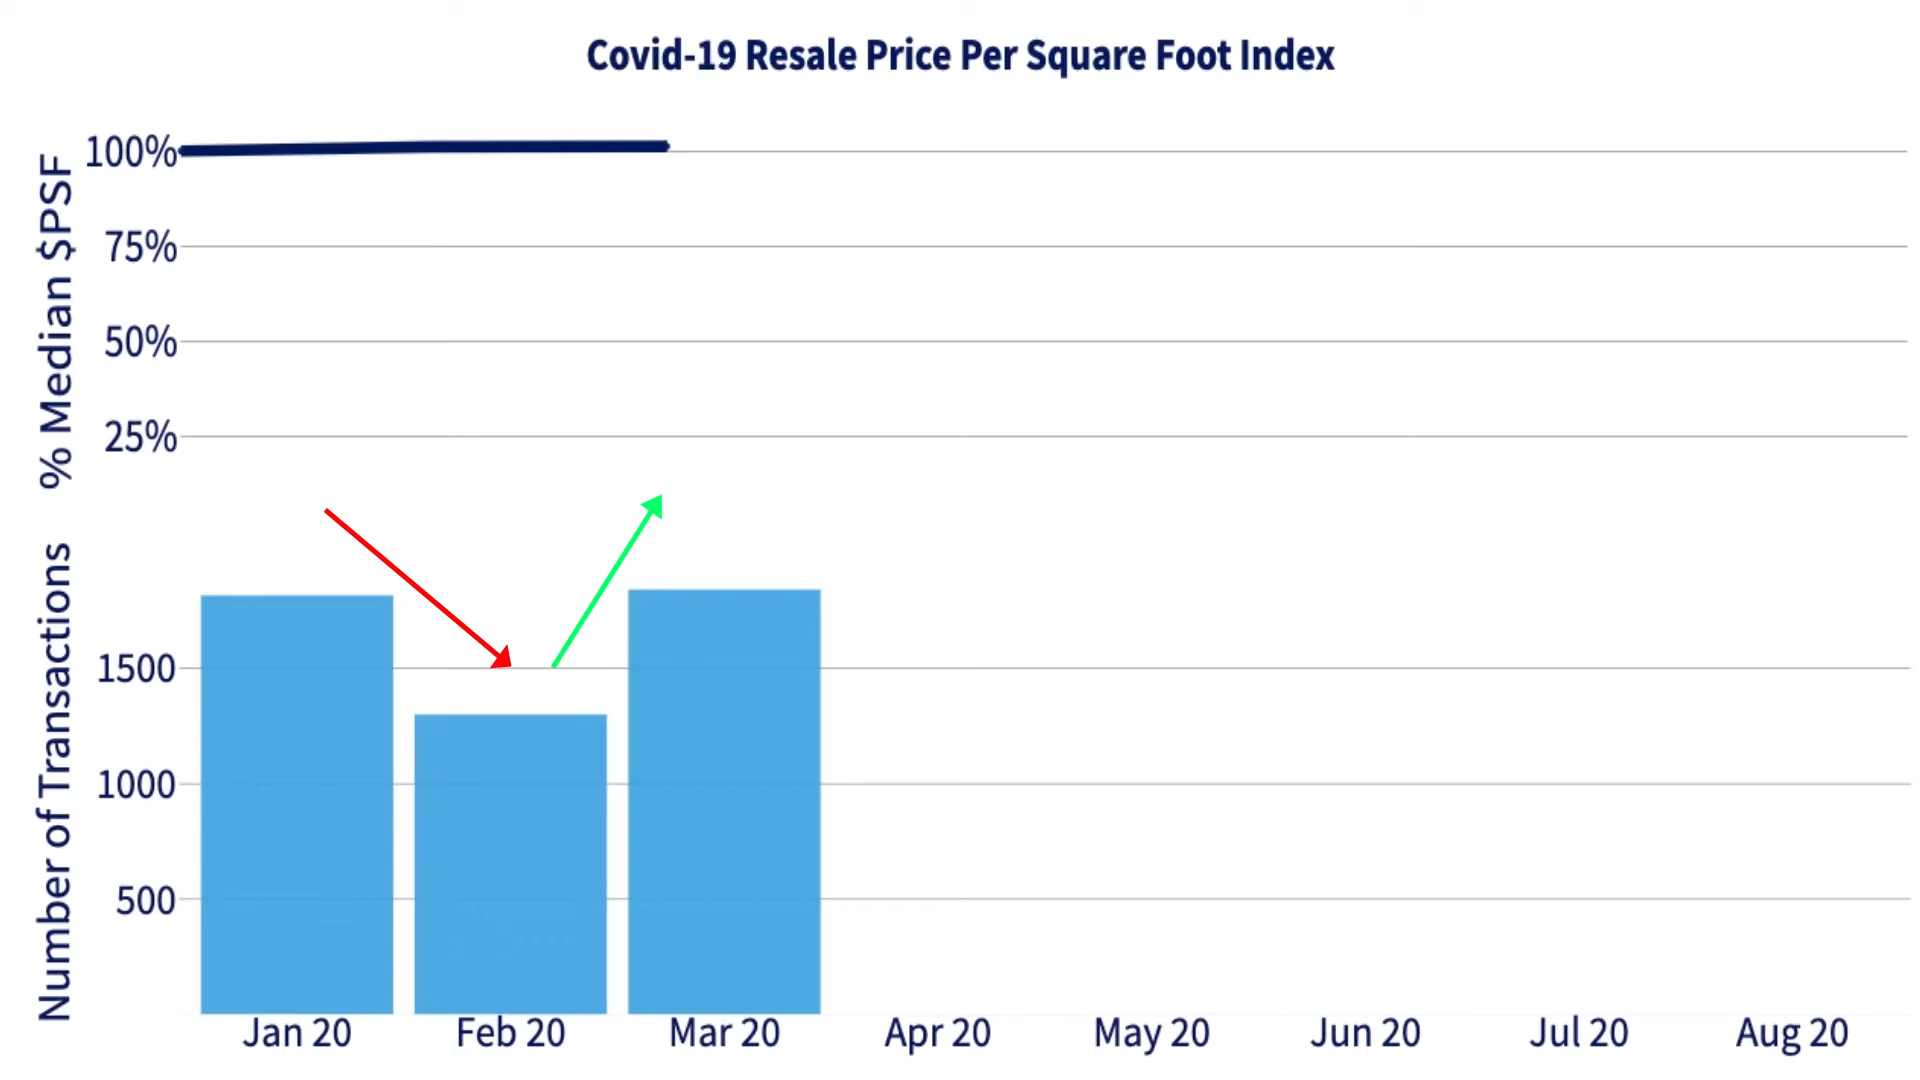 Covid-19 Resale Price Per Square Foot Index
% Median $PSF
100%
75%
50%
25%
Number of Transactions
1500
1000
500
Jan 20 Feb 20 Mar 20 Apr 20 May 20 Jun 20 Jul 20 Aug 20